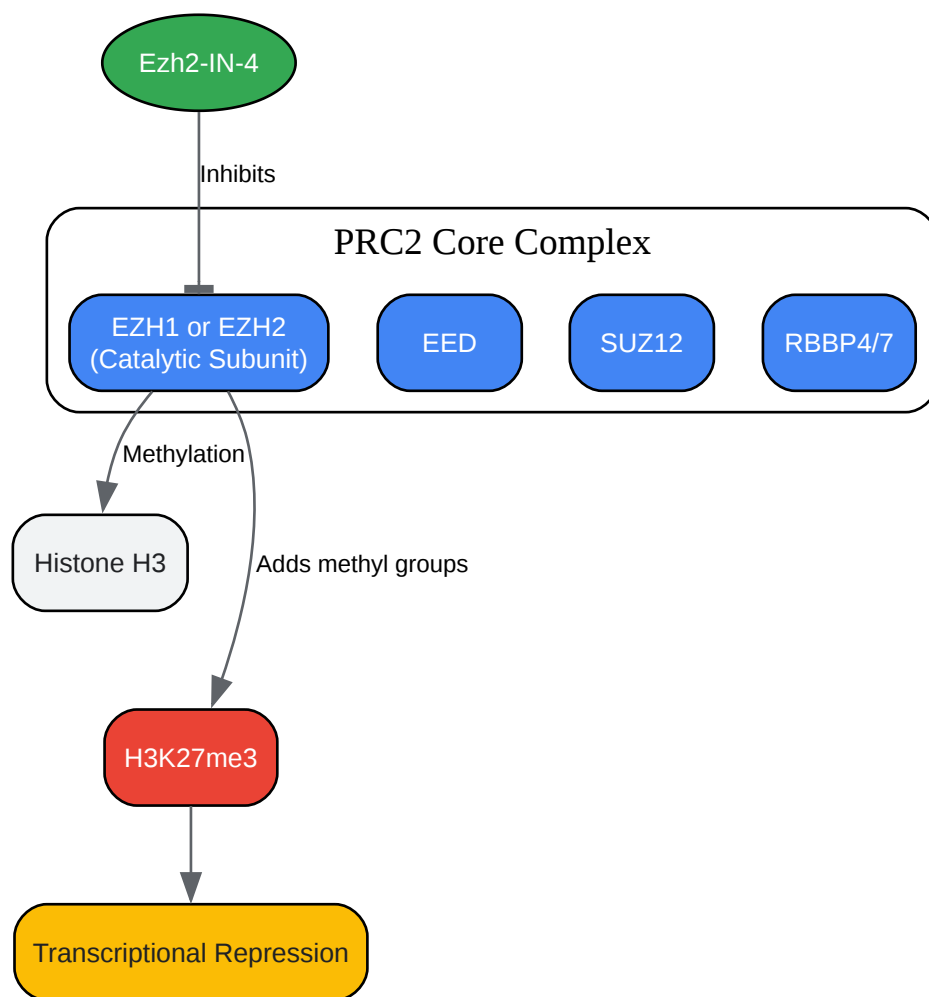 Ezh2-IN-4
Inhibits
PRC2 Core Complex
EZH1 or EZH2
(Catalytic Subunit)
EED
SUZ12
RBBP4/7
Methylation
Histone H3
Adds methyl groups
H3K27me3
Transcriptional Repression